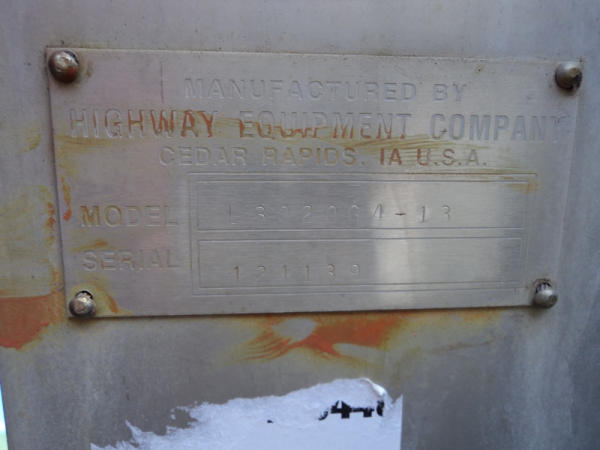 MANUFACTURED BY
HIGHWAY EQUIPMENT COMPANY
CEDAR RAPIDS, IA U.S.A.
MODEL
SERIAL 121139